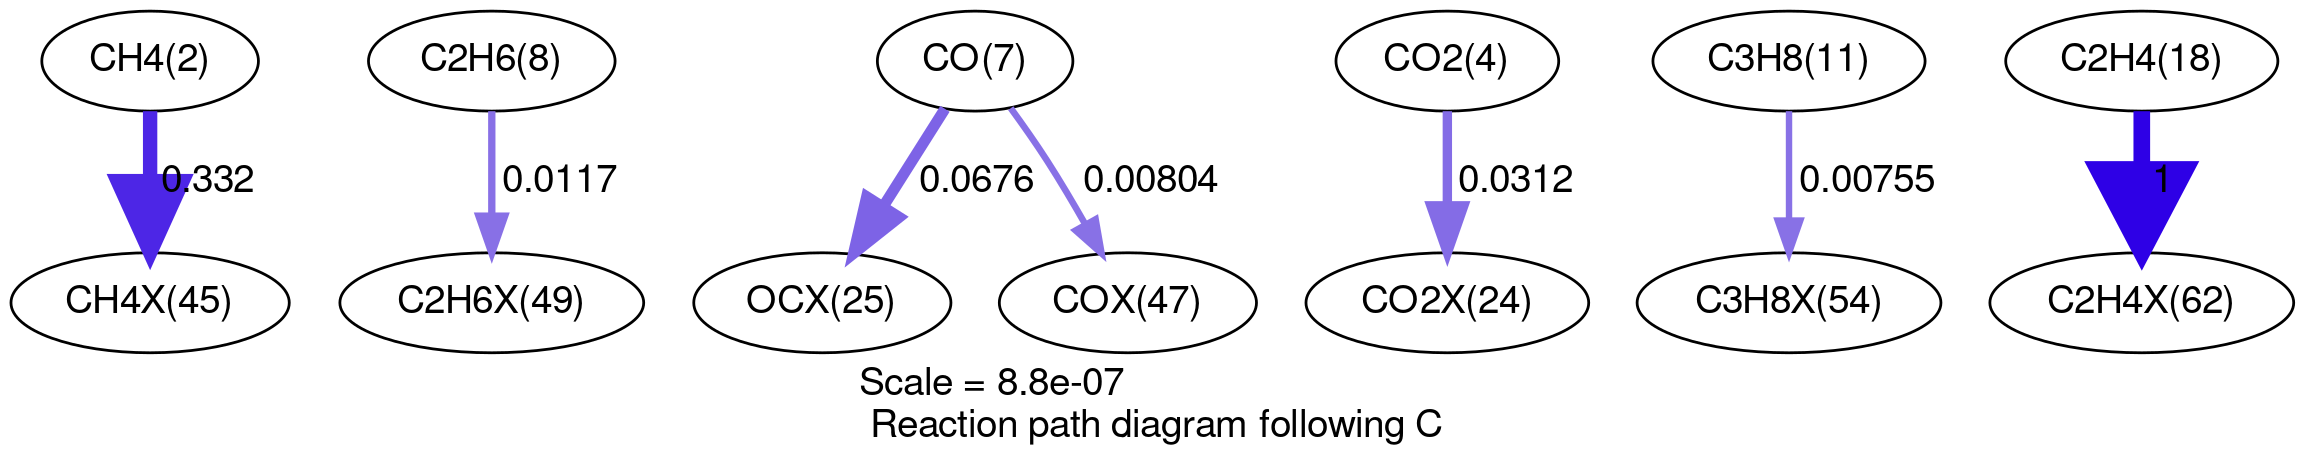 CH4(2)
C2H6(8)
CO(7)
CO2(4)
C3H8(11)
C2H4(18)
0.332
0.0117
0.0676
0.00804
0.0312
0.00755
1
CH4X(45)
C2H6X(49)
OCX(25)
COX(47)
CO2X(24)
C3H8X(54)
C2H4X(62)
Scale = 8.8e-07
Reaction path diagram following C